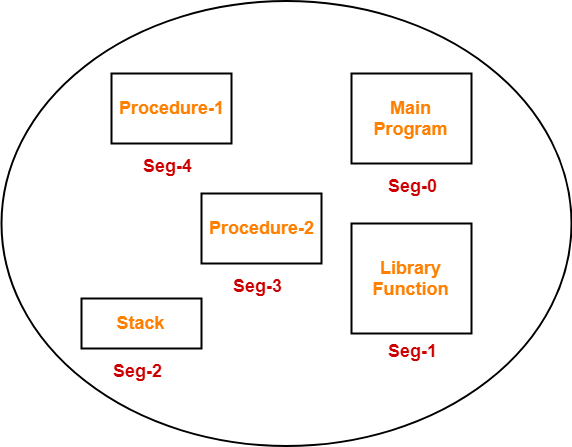 Procedure-1
Seg-4
Main
Program
Seg-0
Procedure-2
Seg-3
Library
Function
Seg-1
Stack
Seg-2